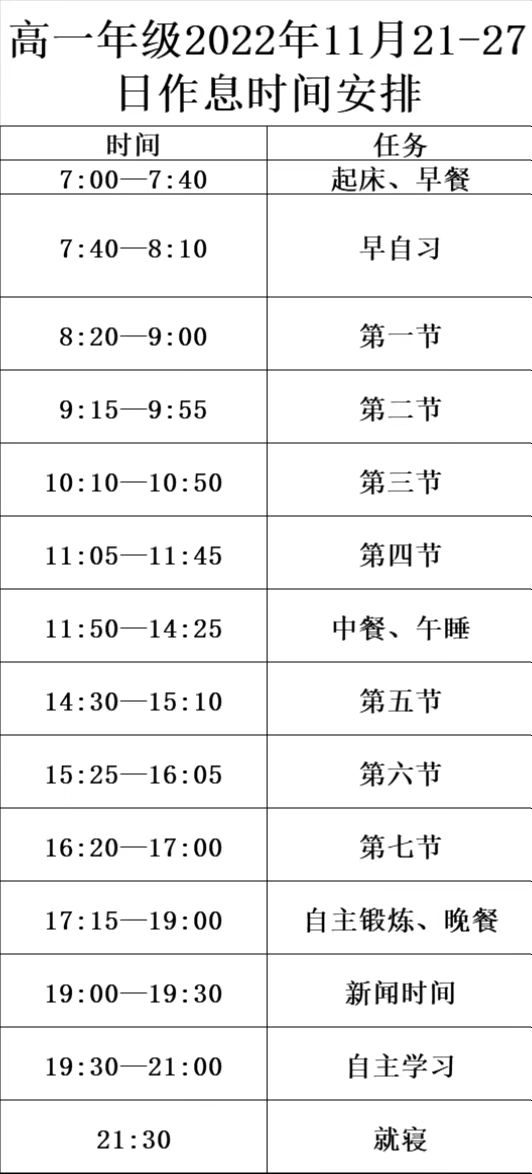 高一年级2022年11月21-27
日作息时间安排
时间 任务
7:00—7:40 起床、早餐
7:40—8:10 早自习
8:20—9:00 第一节
9:15—9:55 第二节
10:10—10:50 第三节
11:05—11:45 第四节
11:50—14:25 中餐、午睡
14:30—15:10 第五节
15:25—16:05 第六节
16:20—17:00 第七节
17:15—19:00 自主锻炼、晚餐
19:00—19:30 新闻时间
19:30—21:00 自主学习
21:30 就寝